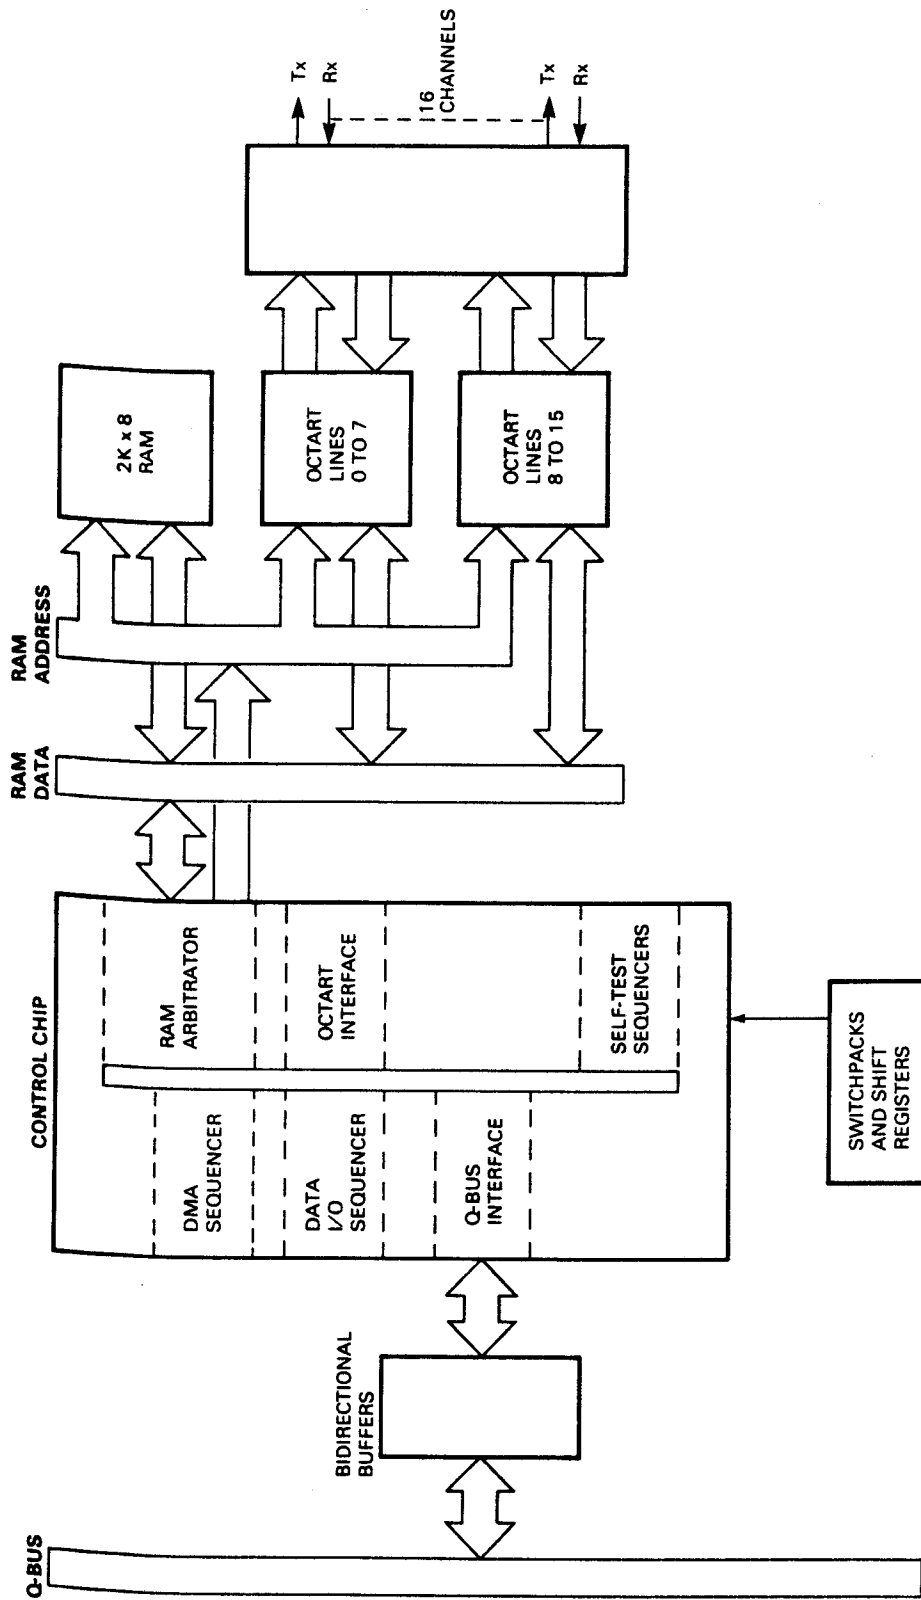 Q-BUS
BIDIRECTIONAL
BUFFERS
CONTROL CHIP
DMA
SEQUENCER
DATA
I/O
SEQUENCER
Q-BUS
INTERFACE
RAM
ARBITRATOR
OCTART
INTERFACE
SELF-TEST
SEQUENCERS
SWITCHPACKS
AND SHIFT
REGISTERS
RAM
DATA
RAM
ADDRESS
2K x 8
RAM
OCTART
LINES
0 TO 7
OCTART
LINES
8 TO 15
Tx
Rx
16
CHANNELS
Tx
Rx